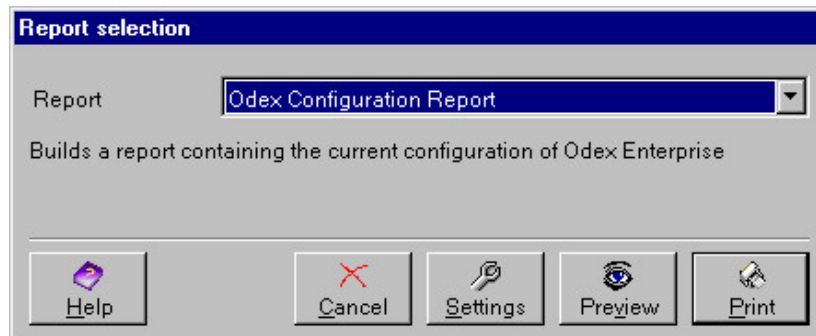 Report selection
Report Odex Configuration Report
Builds a report containing the current configuration of Odex Enterprise
Help Cancel Settings Preview Print